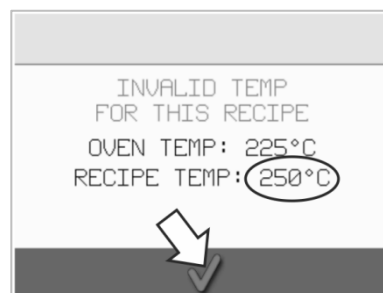 INVALID TEMP
FOR THIS RECIPE
OVEN TEMP: 225°C
RECIPE TEMP: 250°C